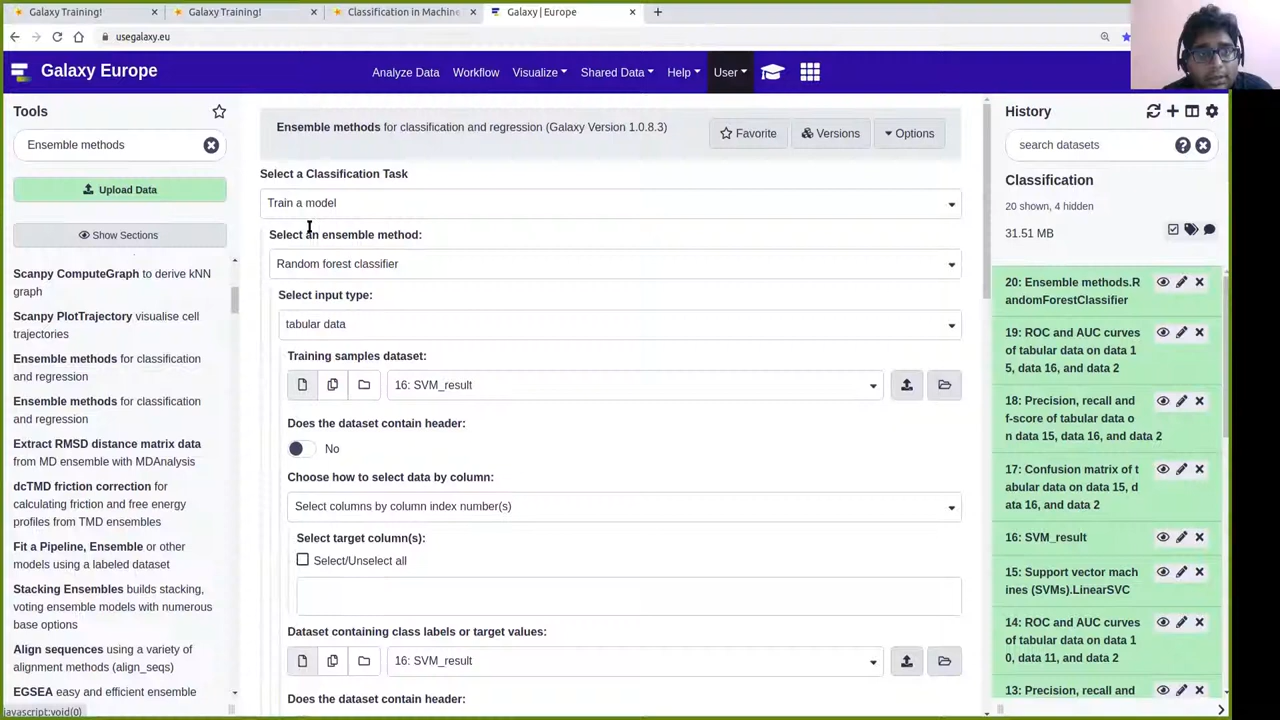 Galaxy Training!
Galaxy Training!
Classification in Machine
Galaxy | Europe
usegalaxy.eu
Galaxy Europe
Analyze Data
Workflow
Visualize
Shared Data
Help
User
Tools
Ensemble methods
Upload Data
Show Sections
Scanpy ComputeGraph to derive kNN
graph
Scanpy PlotTrajectory visualise cell
trajectories
Ensemble methods for classification
and regression
Ensemble methods for classification
and regression
Extract RMSD distance matrix data
from MD ensemble with MDAnalysis
dcTMD friction correction for
calculating friction and free energy
profiles from TMD ensembles
Fit a Pipeline, Ensemble or other
models using a labeled dataset
Stacking Ensembles builds stacking,
voting ensemble models with numerous
base options
Align sequences using a variety of
alignment methods (align_seqs)
EGSEA easy and efficient ensemble
javascript:void(0)
Ensemble methods for classification and regression (Galaxy Version 1.0.8.3)
Favorite
Versions
Options
Select a Classification Task
Train a model
Select an ensemble method:
Random forest classifier
Select input type:
tabular data
Training samples dataset:
16: SVM_result
Does the dataset contain header:
No
Choose how to select data by column:
Select columns by column index number(s)
Select target column(s):
Select/Unselect all
Dataset containing class labels or target values:
16: SVM_result
Does the dataset contain header:
History
search datasets
Classification
20 shown, 4 hidden
31.51 MB
20: Ensemble methods.R
andomForestClassifier
19: ROC and AUC curves
of tabular data on data 1
5, data 16, and data 2
18: Precision, recall and
f-score of tabular data o
n data 15, data 16, and data 2
17: Confusion matrix of t
abular data on data 15, d
ata 16, and data 2
16: SVM_result
15: Support vector mach
ines (SVMs).LinearSVC
14: ROC and AUC curves
of tabular data on data 1
0, data 11, and data 2
13: Precision, recall and